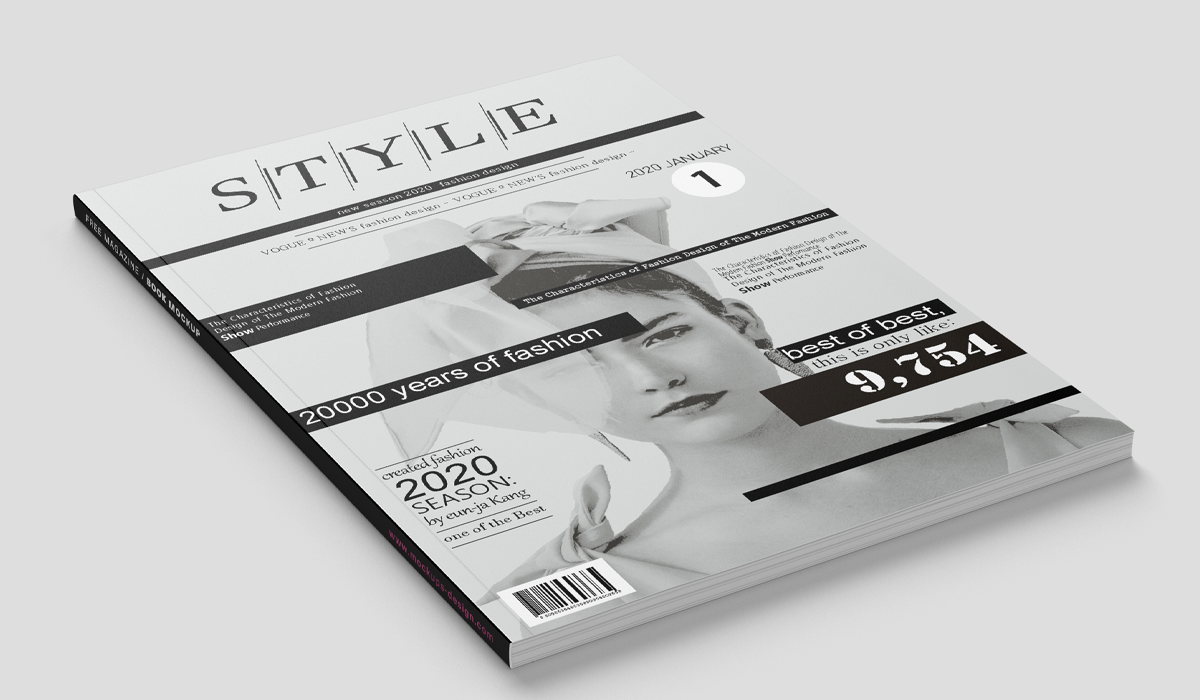 STYLE
new season 2020 fashion design
VOGUE º NEW'S fashion design – VOGUE º NEW'S fashion design –
2020 JANUARY
1
The Characteristics of Fashion
Design of The Modern Fashion
Show Performance
The Characteristics of Fashion Design of The Modern Fashion
The Characteristics of Fashion Design of The
Modern Fashion Show Performance
The Characteristics of Fashion
Design of The Modern Fashion
Show Performance
20000 years of fashion
best of best,
this is only like:
9,754
created fashion
2020
SEASON:
by eun-ja Kang
one of the Best
FREE MAGAZINE / BOOK MOCKUP
www.mockups-design.com